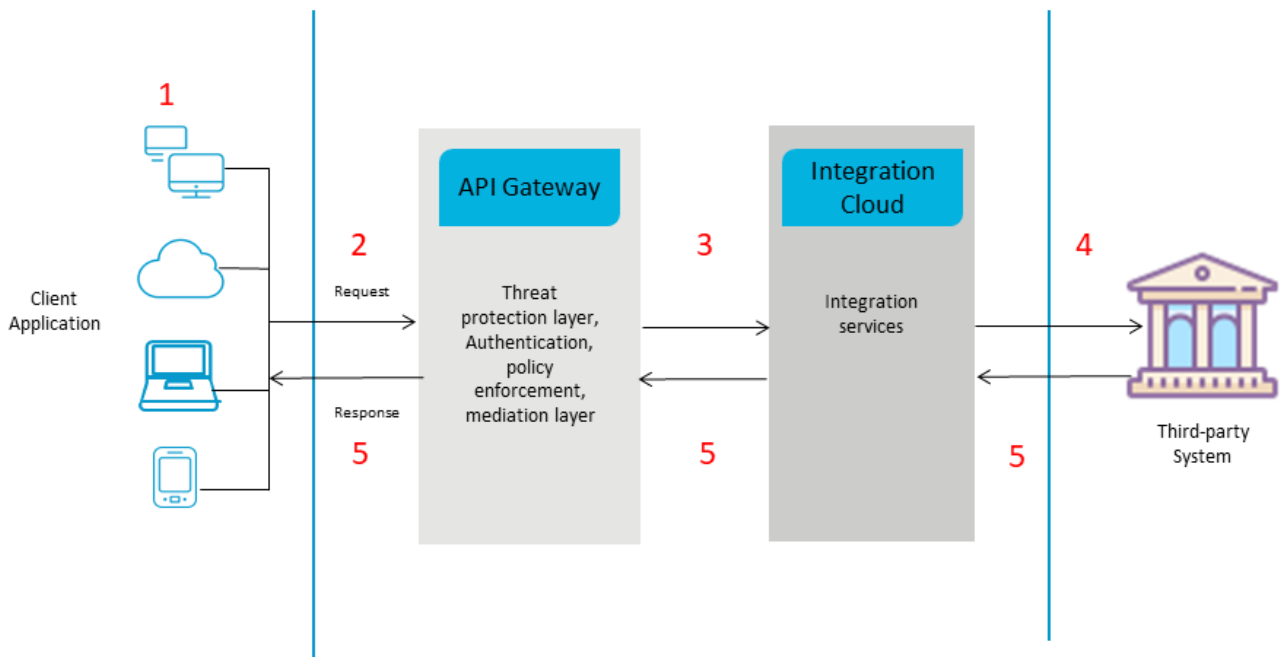 1
Client
Application
2
Request
Response
5
API Gateway
Threat
protection layer,
Authentication,
policy
enforcement,
mediation layer
3
5
Integration
Cloud
Integration
services
4
5
Third-party
System